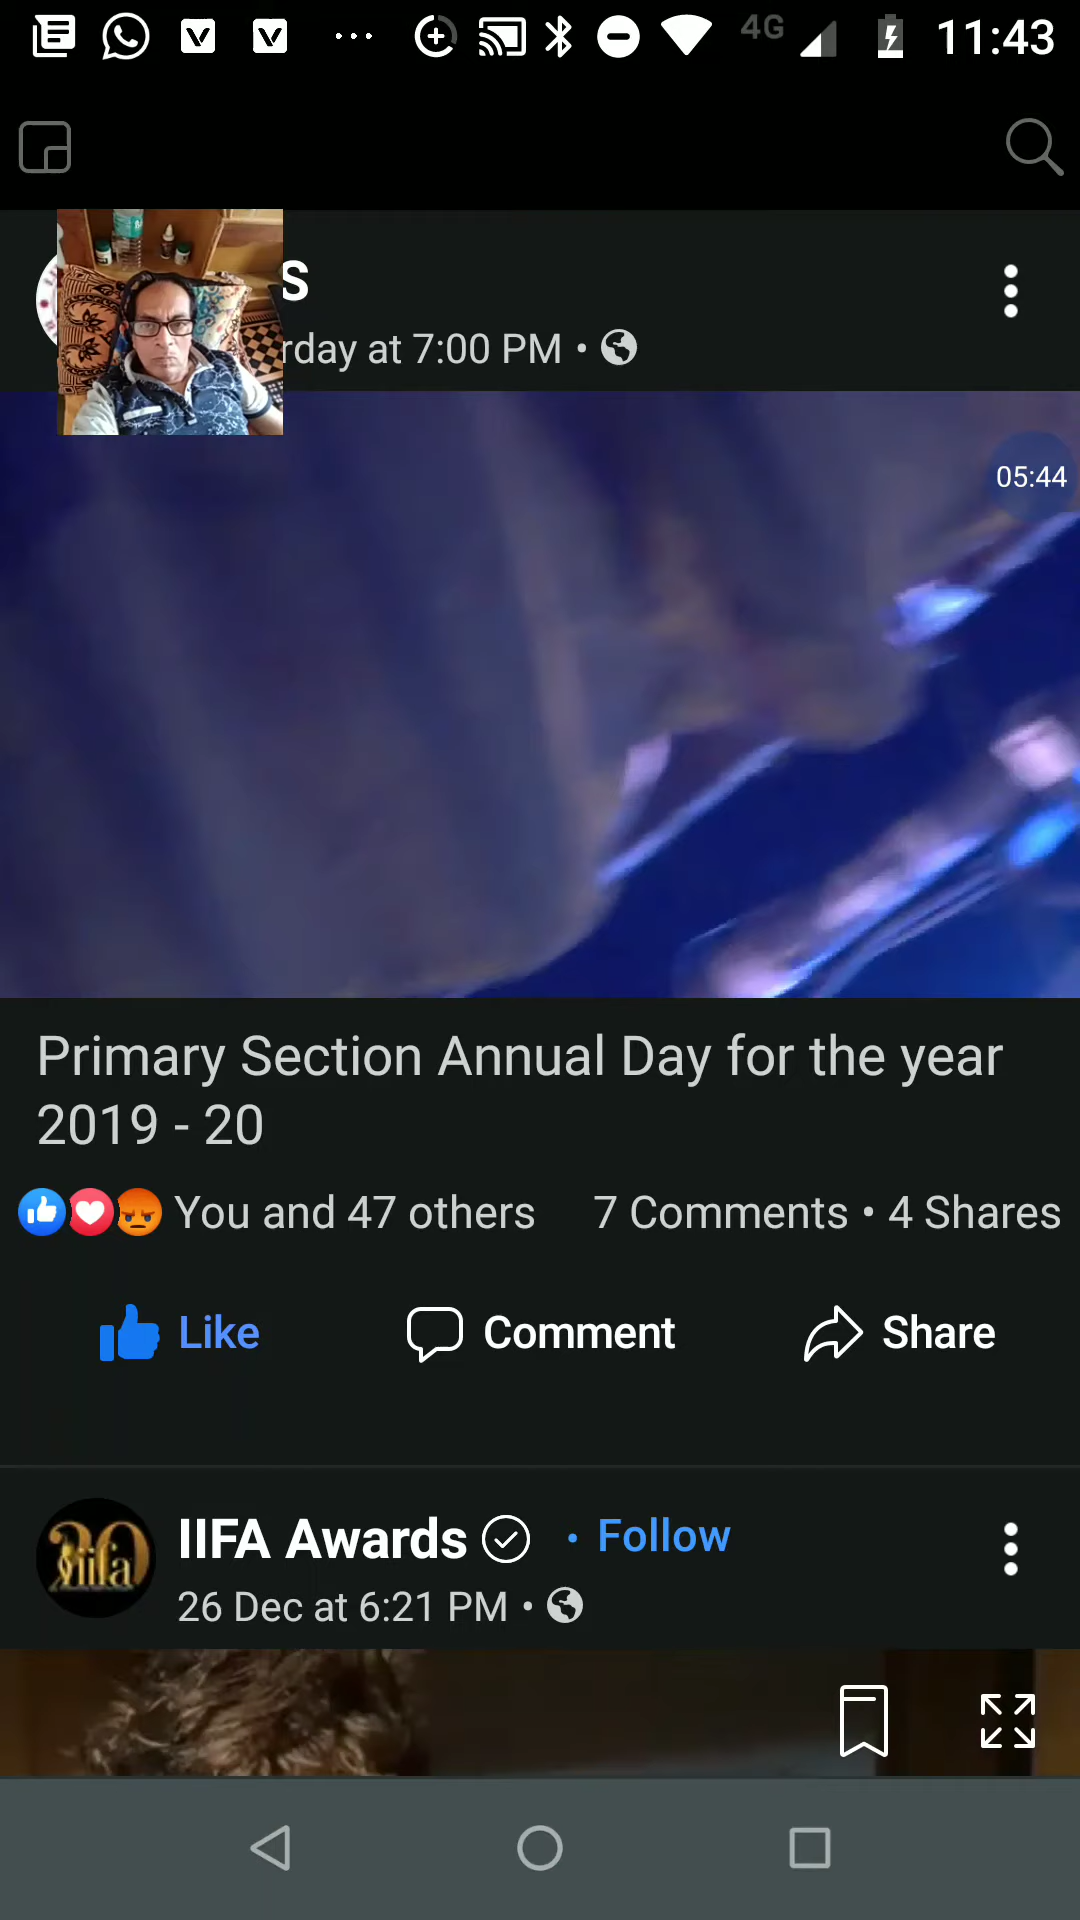 4G 11:43
S
rday at 7:00 PM •
05:44
Primary Section Annual Day for the year
2019 - 20
You and 47 others 7 Comments • 4 Shares
Like Comment Share
IIFA Awards • Follow
26 Dec at 6:21 PM •
20
iifa